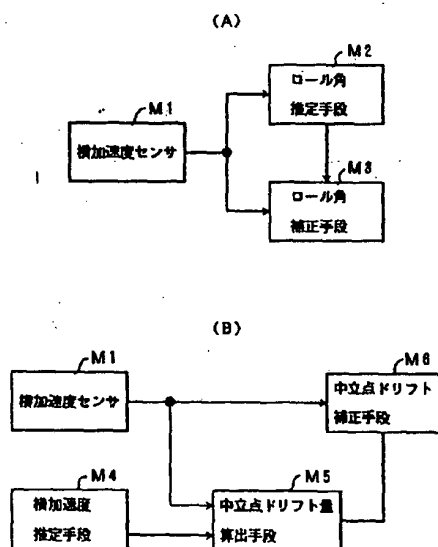 (A)
M2
ロール角
推定手段
M1
横加速度センサ
M3
ロール角
補正手段
(B)
M1
横加速度センサ
M6
中立点ドリフト
補正手段
M4
横加速度
推定手段
M5
中立点ドリフト量
算出手段